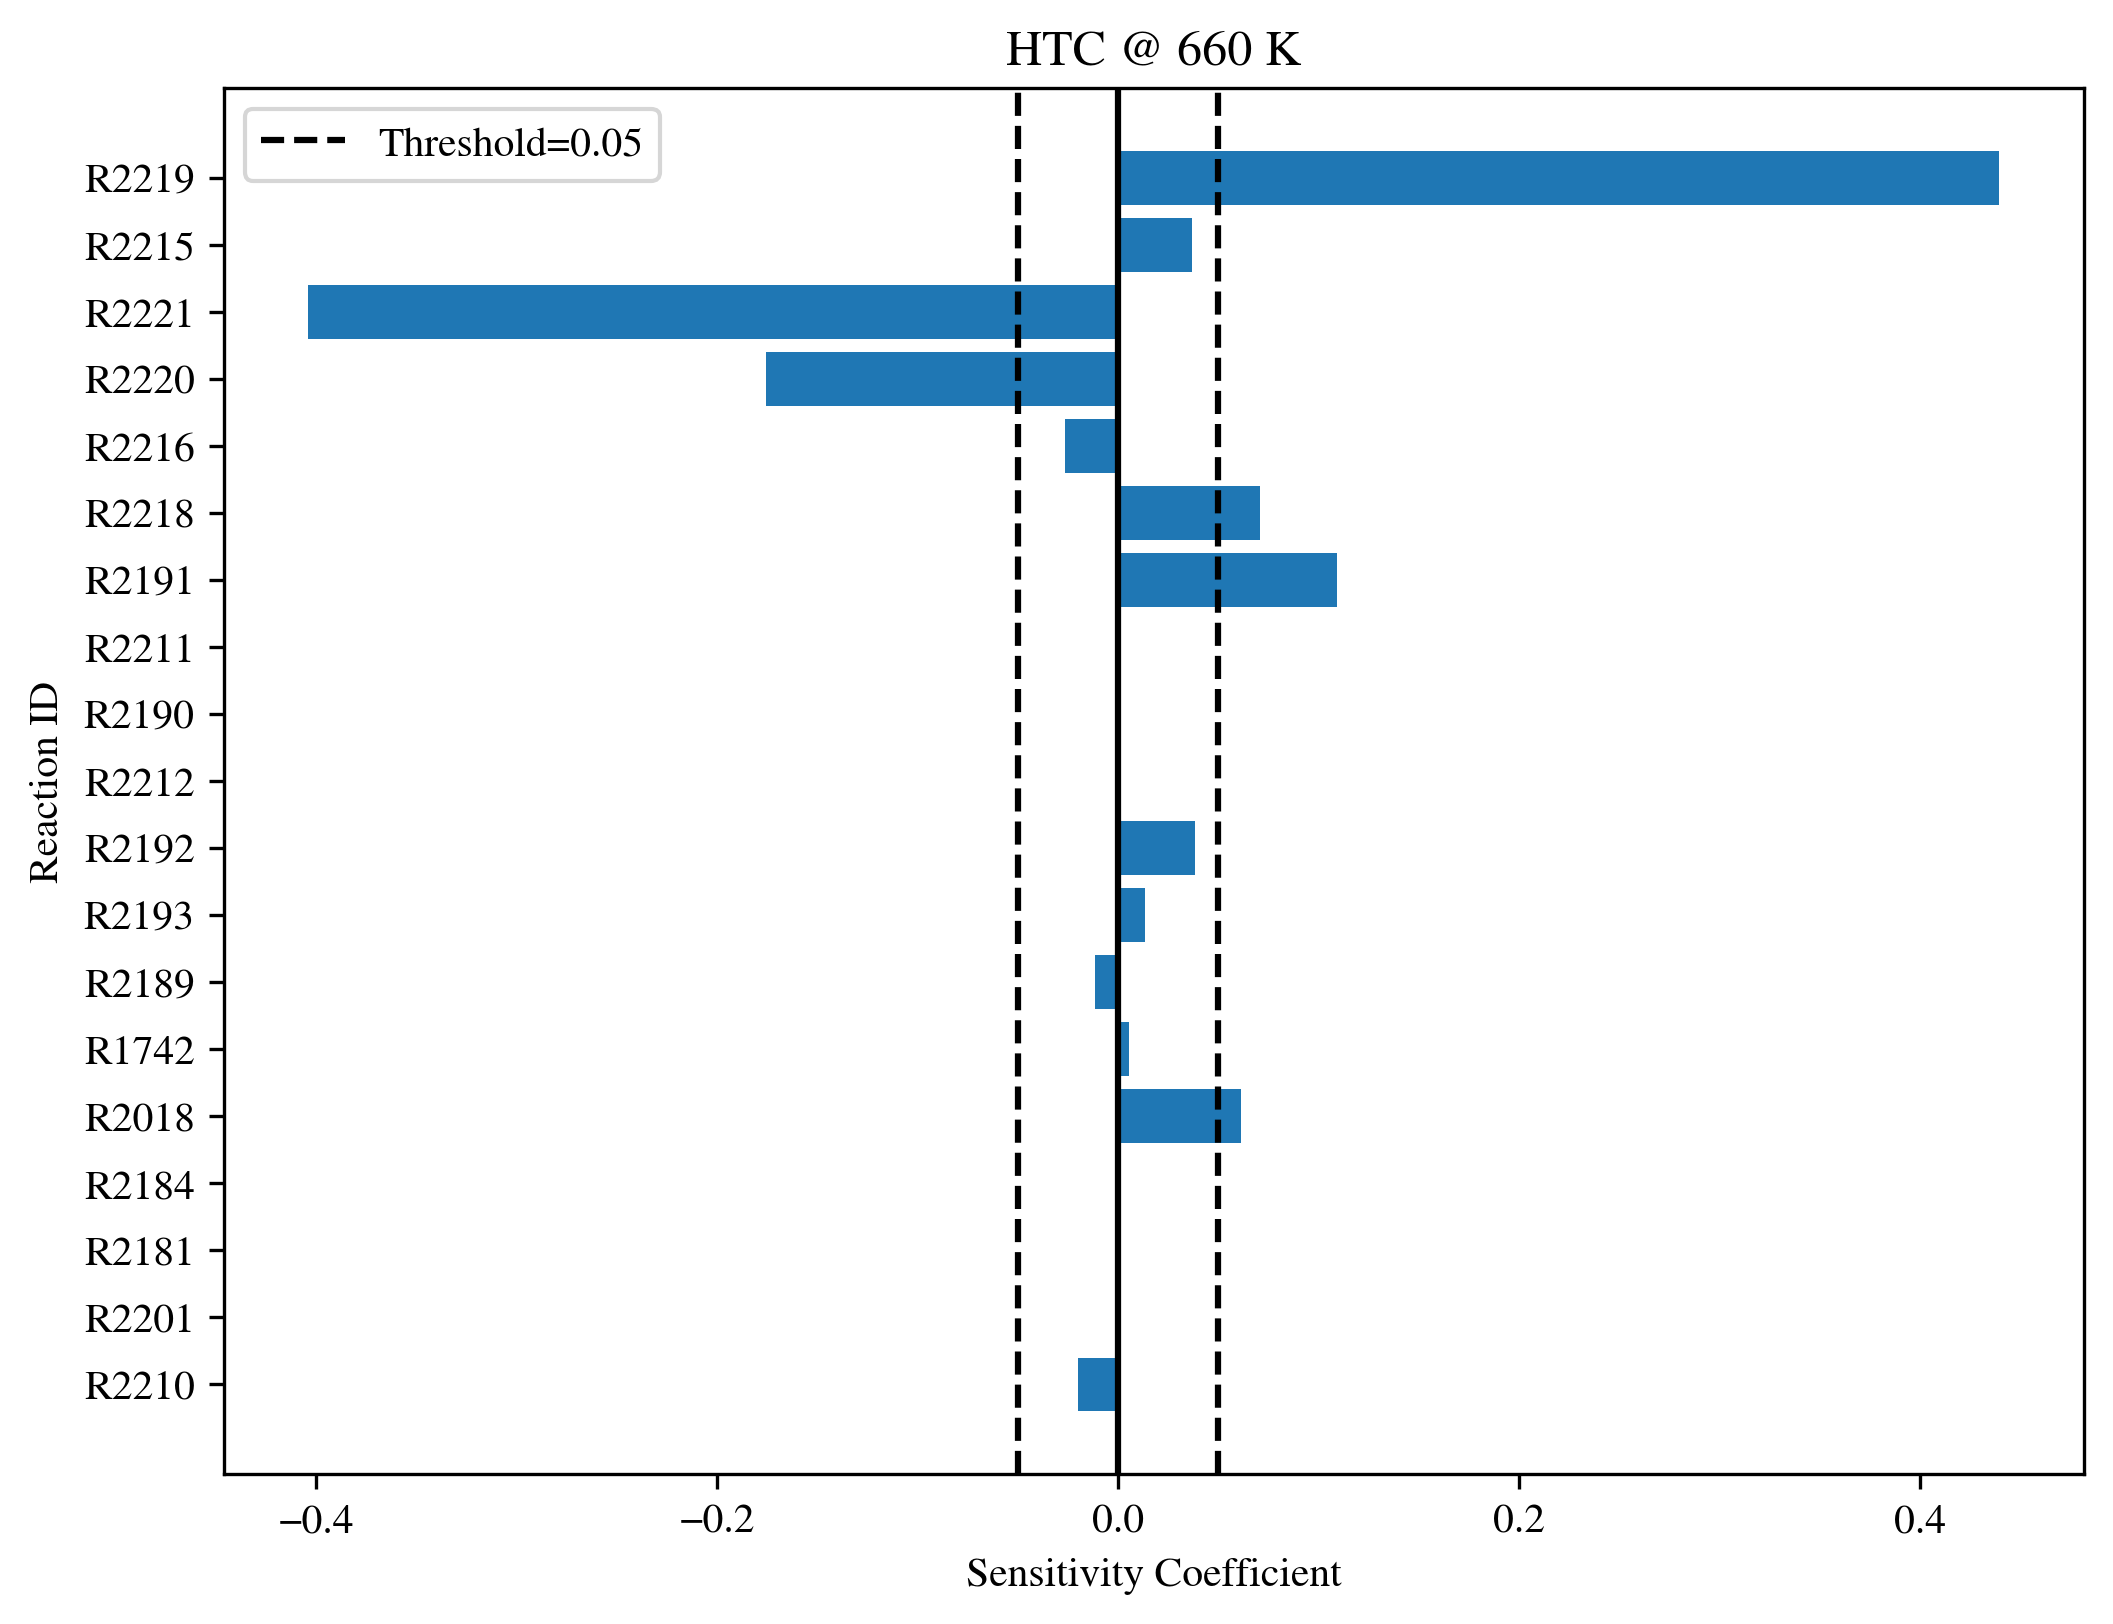 HTC @ 660 K
Threshold=0.05
R2219
R2215
R2221
R2220
R2216
R2218
R2191
R2211
R2190
R2212
R2192
R2193
R2189
R1742
R2018
R2184
R2181
R2201
R2210
Reaction ID
−0.4 −0.2 0.0 0.2 0.4
Sensitivity Coefficient